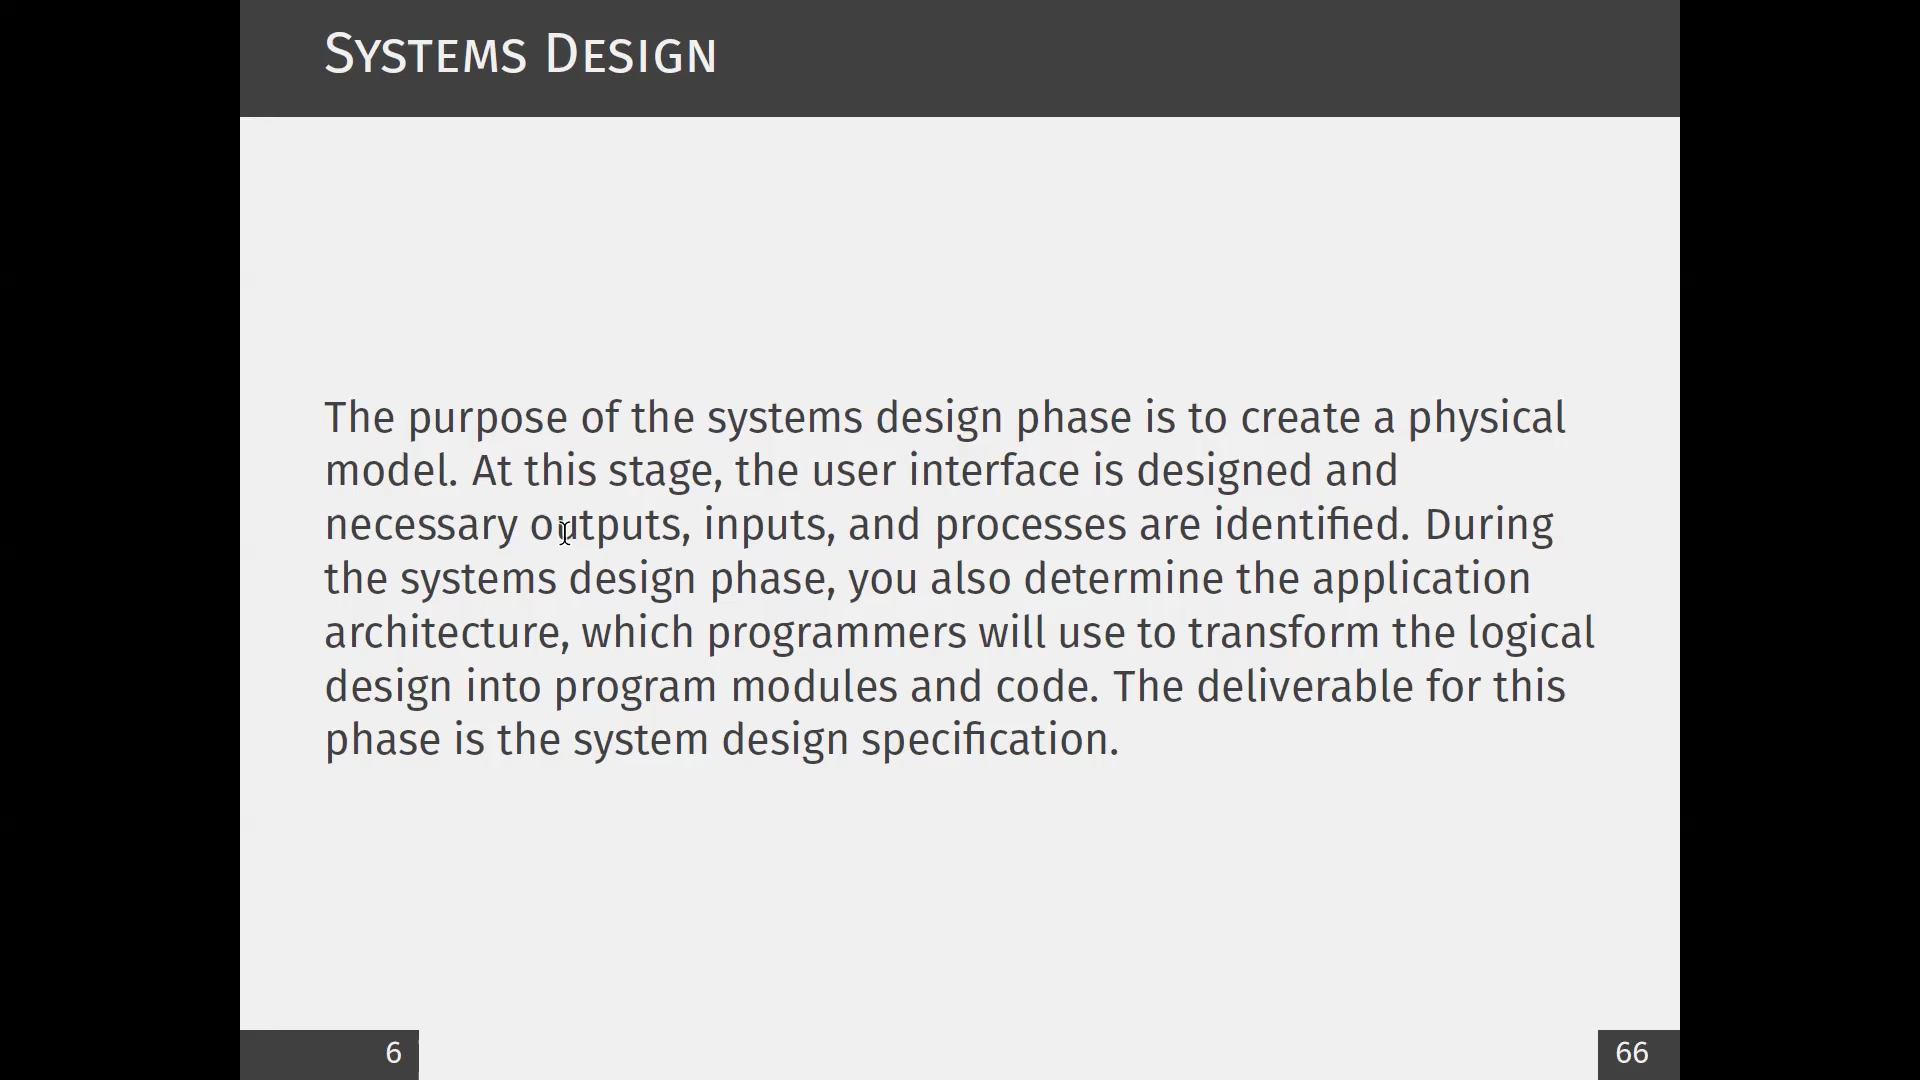 Systems Design
The purpose of the systems design phase is to create a physical
model. At this stage, the user interface is designed and
necessary outputs, inputs, and processes are identified. During
the systems design phase, you also determine the application
architecture, which programmers will use to transform the logical
design into program modules and code. The deliverable for this
phase is the system design specification.
6
66